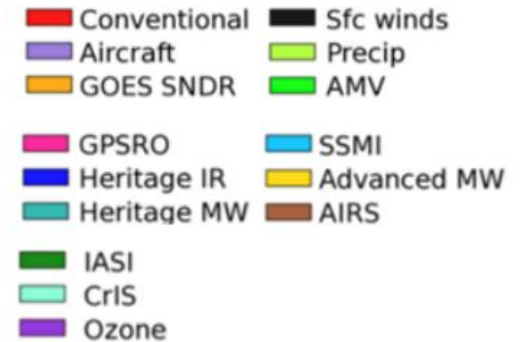 Conventional Sfc winds
Aircraft Precip
GOES SNDR AMV
GPSRO SSMI
Heritage IR Advanced MW
Heritage MW AIRS
IASI
CrIS
Ozone